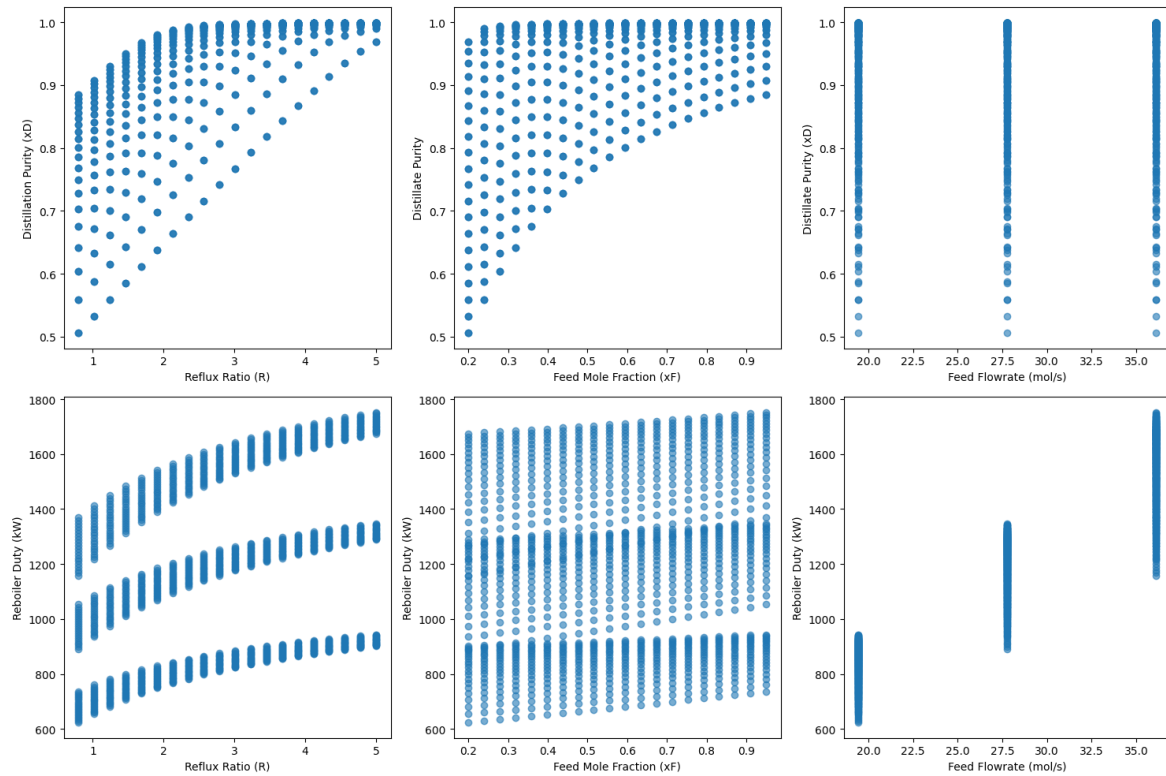 Distillation Purity (xD)
1.0
0.9
0.8
0.7
0.6
0.5
1 2 3 4 5
Reflux Ratio (R)
Distillate Purity
1.0
0.9
0.8
0.7
0.6
0.5
0.2 0.3 0.4 0.5 0.6 0.7 0.8 0.9
Feed Mole Fraction (xF)
Distillate Purity (xD)
1.0
0.9
0.8
0.7
0.6
0.5
20.0 22.5 25.0 27.5 30.0 32.5 35.0
Feed Flowrate (mol/s)
Reboiler Duty (kW)
1800
1600
1400
1200
1000
800
600
1 2 3 4 5
Reflux Ratio (R)
Reboiler Duty (kW)
1800
1600
1400
1200
1000
800
600
0.2 0.3 0.4 0.5 0.6 0.7 0.8 0.9
Feed Mole Fraction (xF)
Reboiler Duty (kW)
1800
1600
1400
1200
1000
800
600
20.0 22.5 25.0 27.5 30.0 32.5 35.0
Feed Flowrate (mol/s)